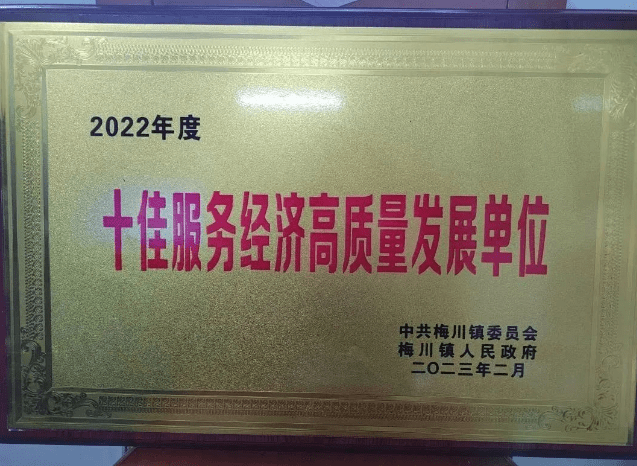 2022年度
十佳服务经济高质量发展单位
中共梅川镇委员会
梅川镇人民政府
二〇二三年二月